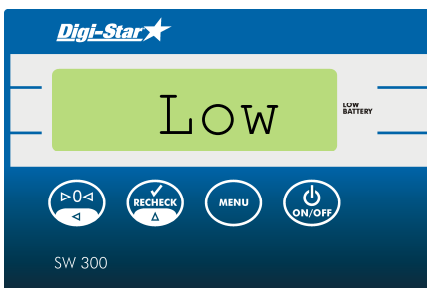 Digi-Star
Low
LOW
BATTERY
▷0◁
RECHECK
MENU
ON/OFF
SW 300